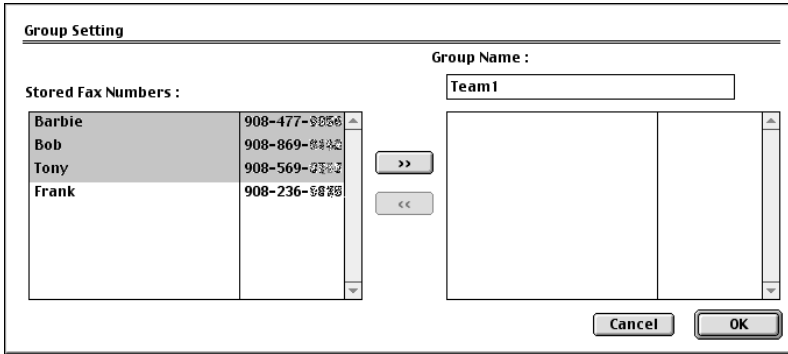 Group Setting
Group Name :
Team1
Stored Fax Numbers :
Barbie 908-477-
Bob 908-869-
Tony 908-569-
Frank 908-236-
>>
<<
Cancel OK